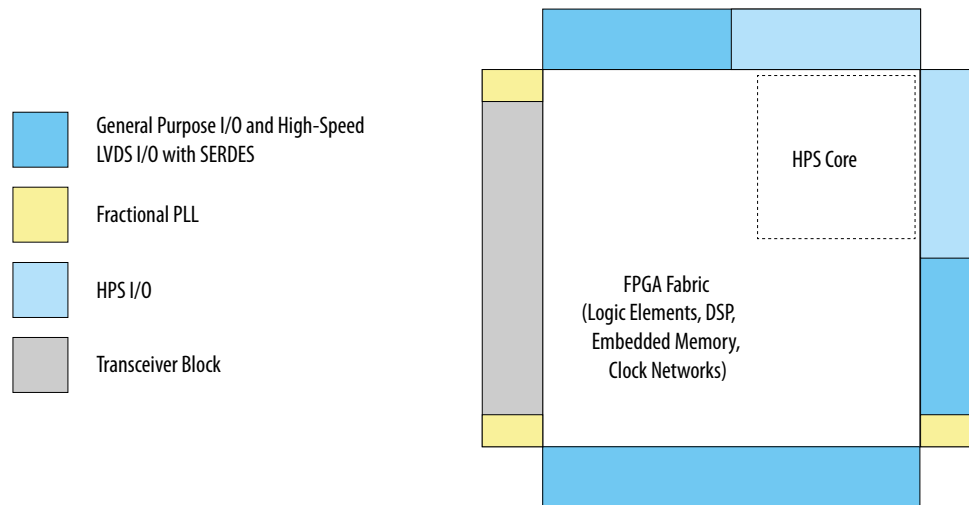 General Purpose I/O and High-Speed
LVDS I/O with SERDES
Fractional PLL
HPS I/O
Transceiver Block
HPS Core
FPGA Fabric
(Logic Elements, DSP,
Embedded Memory,
Clock Networks)